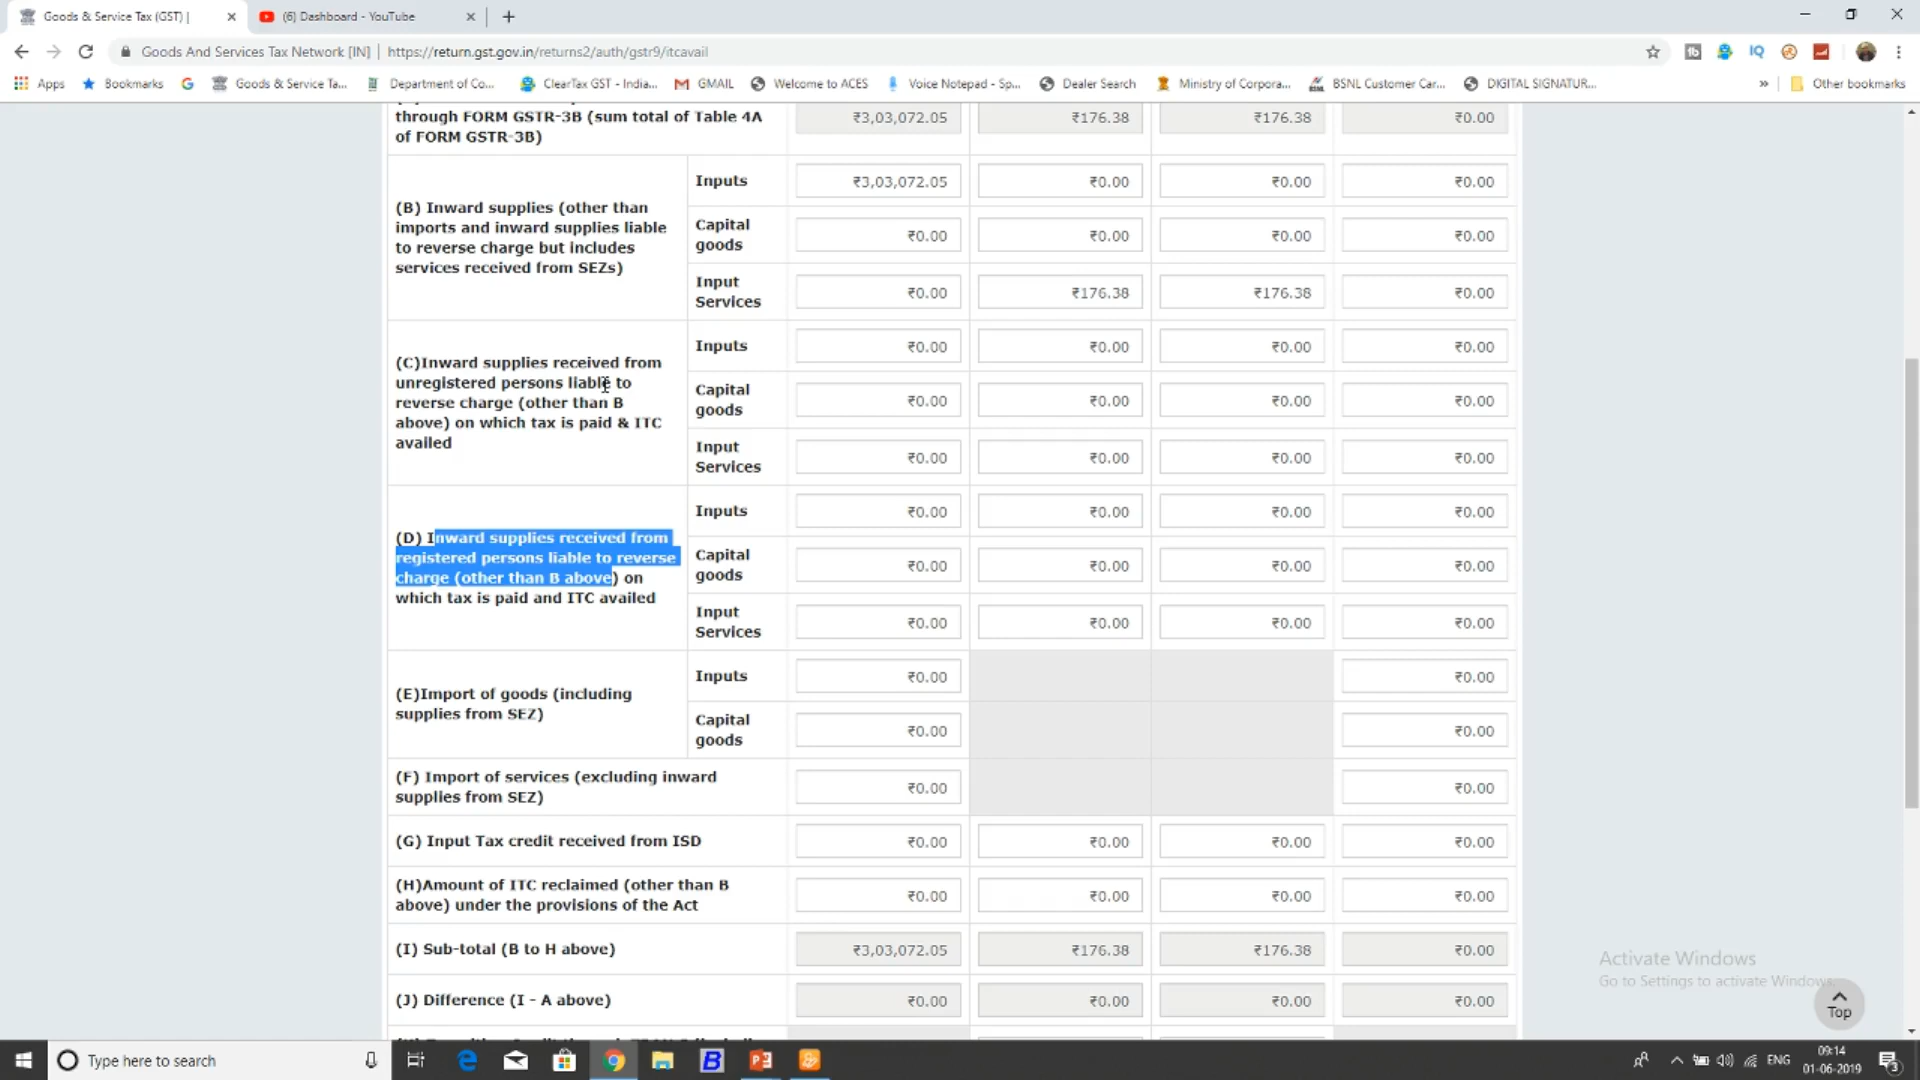 Goods & Service Tax (GST) |
(6) Dashboard - YouTube
Goods And Services Tax Network [IN] | https://return.gst.gov.in/returns2/auth/gstr9/itcavail
IQ
Apps
Bookmarks
Goods & Service Ta...
Department of Co...
ClearTax GST - India...
GMAIL
Welcome to ACES
Voice Notepad - Sp...
Dealer Search
Ministry of Corpora...
BSNL Customer Car...
DIGITAL SIGNATUR...
»
Other bookmarks
through FORM GSTR-3B (sum total of Table 4A
of FORM GSTR-3B)
₹3,03,072.05 ₹176.38 ₹176.38 ₹0.00
(B) Inward supplies (other than
imports and inward supplies liable
to reverse charge but includes
services received from SEZs)
Inputs
₹3,03,072.05 ₹0.00 ₹0.00 ₹0.00
Capital
goods
₹0.00 ₹0.00 ₹0.00 ₹0.00
Input
Services
₹0.00 ₹176.38 ₹176.38 ₹0.00
(C)Inward supplies received from
unregistered persons liable to
reverse charge (other than B
above) on which tax is paid & ITC
availed
Inputs
₹0.00 ₹0.00 ₹0.00 ₹0.00
Capital
goods
₹0.00 ₹0.00 ₹0.00 ₹0.00
Input
Services
₹0.00 ₹0.00 ₹0.00 ₹0.00
(D) Inward supplies received from
registered persons liable to reverse
charge (other than B above) on
which tax is paid and ITC availed
Inputs
₹0.00 ₹0.00 ₹0.00 ₹0.00
Capital
goods
₹0.00 ₹0.00 ₹0.00 ₹0.00
Input
Services
₹0.00 ₹0.00 ₹0.00 ₹0.00
(E)Import of goods (including
supplies from SEZ)
Inputs
₹0.00 ₹0.00
Capital
goods
₹0.00 ₹0.00
(F) Import of services (excluding inward
supplies from SEZ)
₹0.00 ₹0.00
(G) Input Tax credit received from ISD
₹0.00 ₹0.00 ₹0.00 ₹0.00
(H)Amount of ITC reclaimed (other than B
above) under the provisions of the Act
₹0.00 ₹0.00 ₹0.00 ₹0.00
(I) Sub-total (B to H above)
₹3,03,072.05 ₹176.38 ₹176.38 ₹0.00
(J) Difference (I - A above)
₹0.00 ₹0.00 ₹0.00 ₹0.00
Activate Windows
Go to Settings to activate Windows.
Top
Type here to search
ENG
09:14
01-06-2019
3